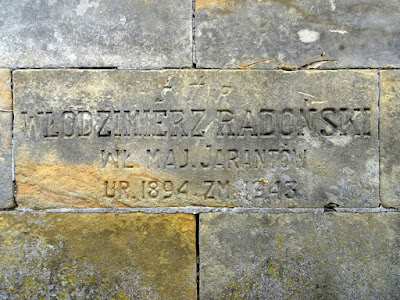 Ś † P
WŁODZIMIERZ RADOŃSKI
WŁ. MAJ. JARANTÓW
UR. 1894. ZM. 1943